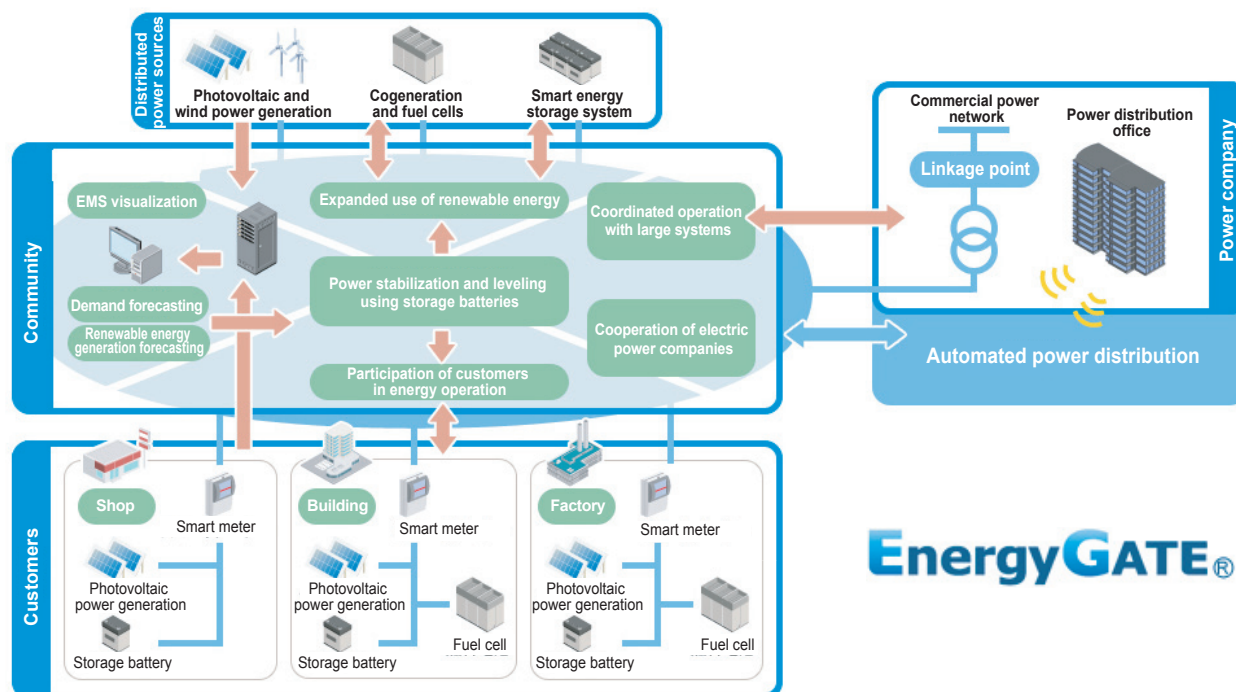 Distributed
power sources
Photovoltaic and
wind power generation
Cogeneration
and fuel cells
Smart energy
storage system
Community
EMS visualization
Demand forecasting
Renewable energy
generation forecasting
Expanded use of renewable energy
Power stabilization and leveling
using storage batteries
Participation of customers
in energy operation
Coordinated operation
with large systems
Cooperation of electric
power companies
Power company
Commercial power
network
Linkage point
Power distribution
office
Automated power distribution
Customers
Shop
Smart meter
Photovoltaic
power generation
Storage battery
Building
Smart meter
Photovoltaic
power generation
Storage battery
Fuel cell
Factory
Smart meter
Photovoltaic
power generation
Storage battery
Fuel cell
EnergyGATE®